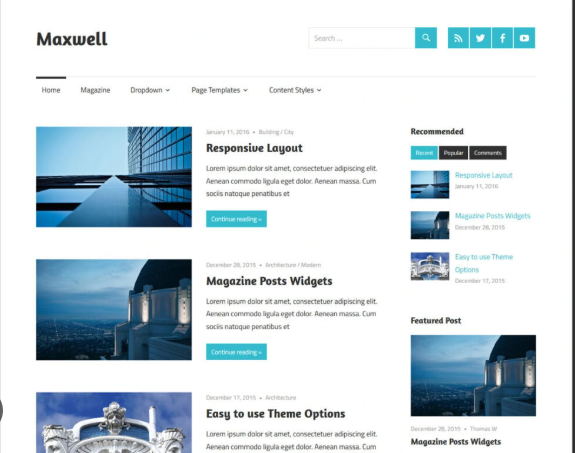 Maxwell
Search ...
Home
Magazine
Dropdown
Page Templates
Content Styles
January 11, 2016 • Building / City
Responsive Layout
Lorem ipsum dolor sit amet, consectetuer adipiscing elit.
Aenean commodo ligula eget dolor. Aenean massa. Cum
sociis natoque penatibus et
Continue reading »
December 28, 2015 • Architecture / Modern
Magazine Posts Widgets
Lorem ipsum dolor sit amet, consectetuer adipiscing elit.
Aenean commodo ligula eget dolor. Aenean massa. Cum
sociis natoque penatibus et
Continue reading »
December 17, 2015 • Architecture
Easy to use Theme Options
Lorem ipsum dolor sit amet, consectetuer adipiscing elit.
Aenean commodo ligula eget dolor. Aenean massa. Cum
Recommended
Recent
Popular
Comments
Responsive Layout
January 11, 2016
Magazine Posts Widgets
December 28, 2015
Easy to use Theme
Options
December 17, 2015
Featured Post
December 28, 2015 • Thomas W
Magazine Posts Widgets